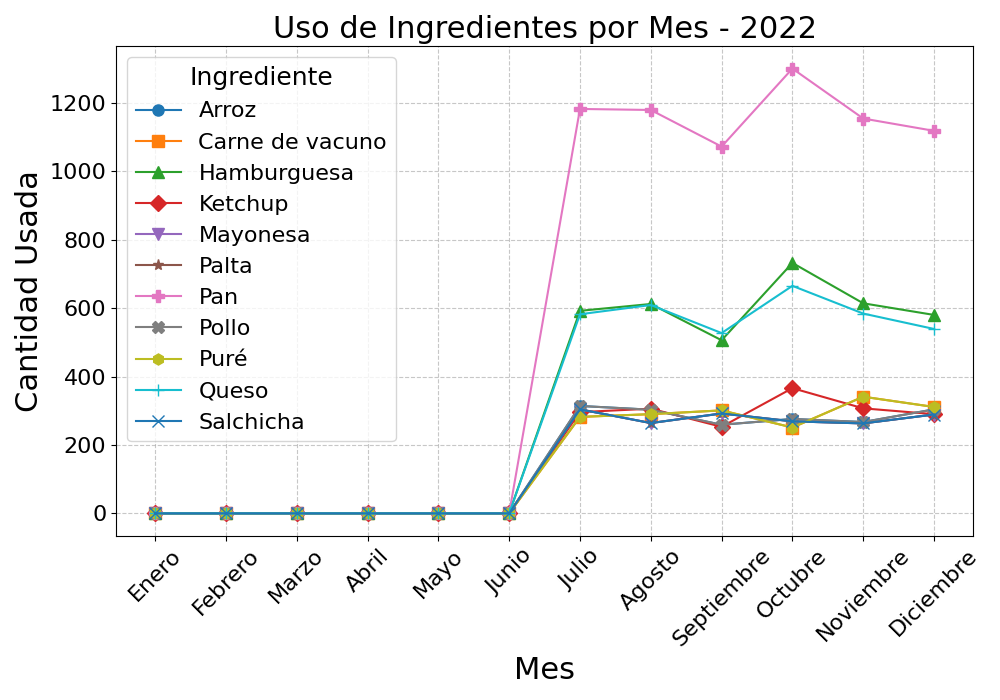 Uso de Ingredientes por Mes - 2022
Cantidad Usada
1200
1000
800
600
400
200
0
Ingrediente
Arroz
Carne de vacuno
Hamburguesa
Ketchup
Mayonesa
Palta
Pan
Pollo
Puré
Queso
Salchicha
Enero
Febrero
Marzo
Abril
Mayo
Junio
Julio
Agosto
Septiembre
Octubre
Noviembre
Diciembre
Mes